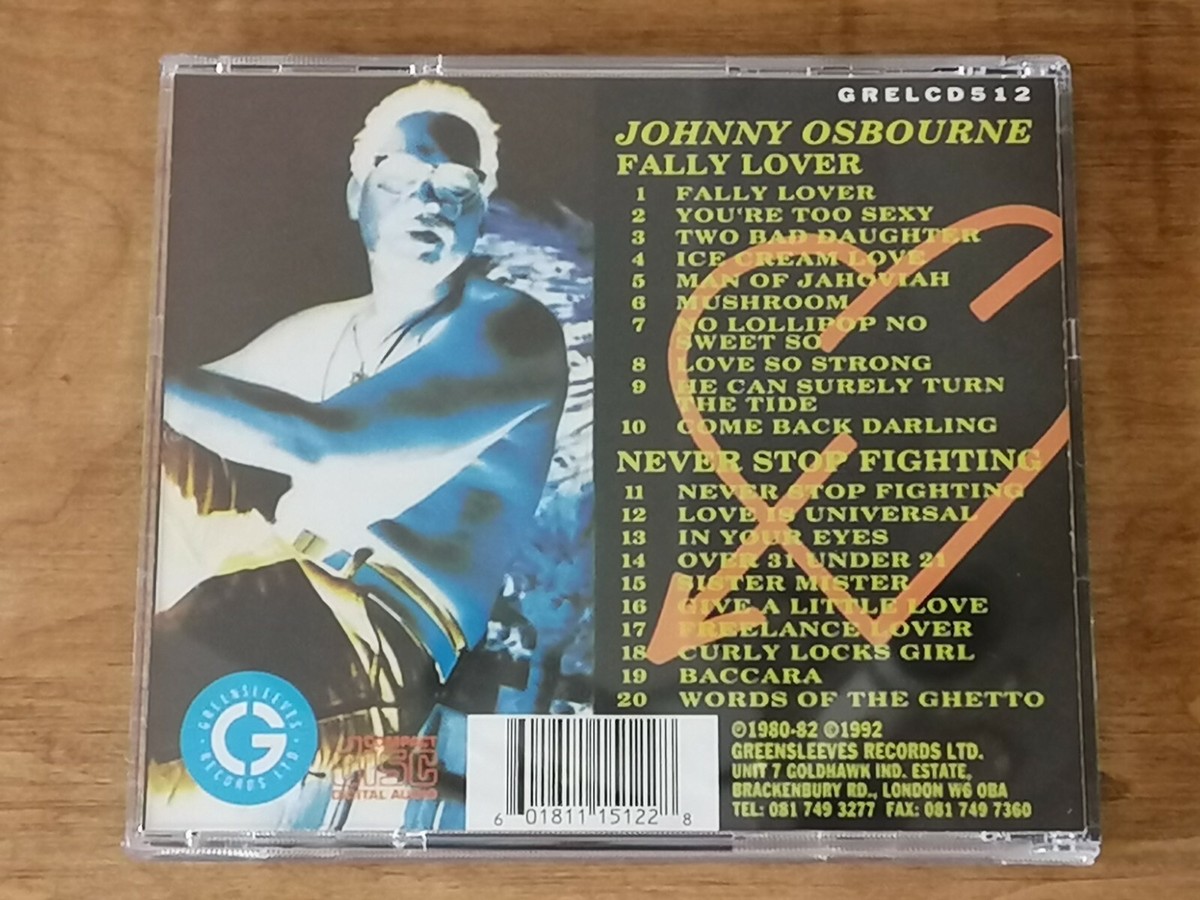 GRELCD512
JOHNNY OSBOURNE
FALLY LOVER
1 FALLY LOVER
2 YOU'RE TOO SEXY
3 TWO BAD DAUGHTER
4 ICE CREAM LOVE
5 MAN OF JAHOVIAH
6 MUSHROOM
7 NO LOLLIPOP NO
SWEET SO
8 LOVE SO STRONG
9 HE CAN SURELY TURN
THE TIDE
10 COME BACK DARLING
NEVER STOP FIGHTING
11 NEVER STOP FIGHTING
12 LOVE IS UNIVERSAL
13 IN YOUR EYES
14 OVER 31 UNDER 21
15 SISTER MISTER
16 GIVE A LITTLE LOVE
17 FREELANCE LOVER
18 CURLY LOCKS GIRL
19 BACCARA
20 WORDS OF THE GHETTO
©1980-82 ©1992
GREENSLEEVES RECORDS LTD.
UNIT 7 GOLDHAWK IND. ESTATE,
BRACKENBURY RD., LONDON W6 OBA
TEL: 081 749 3277 FAX: 081 749 7360
GREENSLEEVES
RECORDS LTD
G
COMPACT
disc
DIGITAL AUDIO
6 01811 15122 8